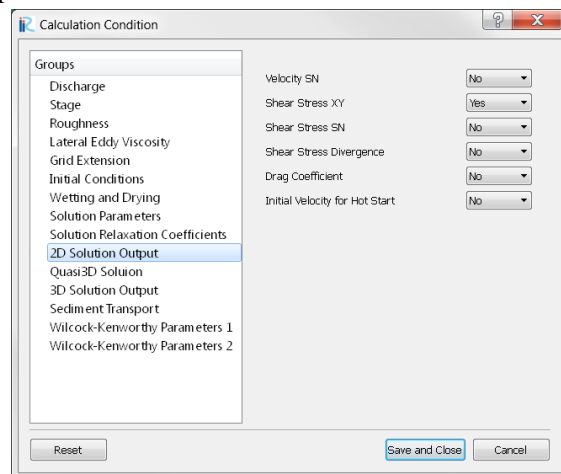 iRC Calculation Condition
Groups
Discharge
Stage
Roughness
Lateral Eddy Viscosity
Grid Extension
Initial Conditions
Wetting and Drying
Solution Parameters
Solution Relaxation Coefficients
2D Solution Output
Quasi3D Soluion
3D Solution Output
Sediment Transport
Wilcock-Kenworthy Parameters 1
Wilcock-Kenworthy Parameters 2
Velocity SN No
Shear Stress XY Yes
Shear Stress SN No
Shear Stress Divergence No
Drag Coefficient No
Initial Velocity for Hot Start No
Reset Save and Close Cancel